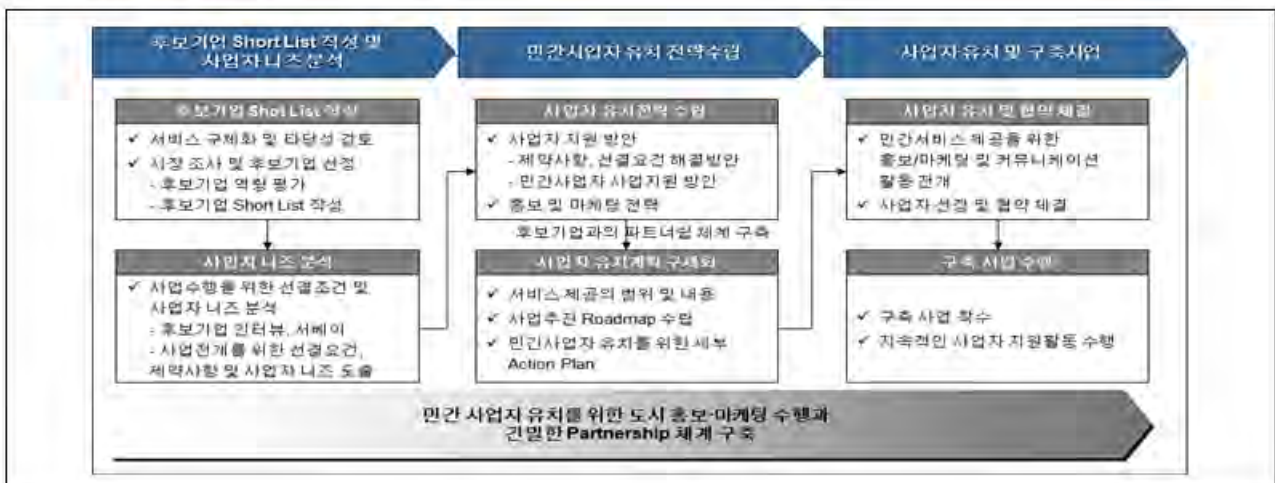 후보기업 Short List 작성 및
사업자 니즈 분석
민간사업자 유치 전략수립
사업자 유치 및 구축사업
후보기업 Shot List 작성
✓ 서비스 구체화 및 타당성 검토
✓ 시장 조사 및 후보기업 선정
- 후보기업 역량 평가
- 후보기업 Short List 작성
사업자 니즈 분석
✓ 사업수행를 위한 선결조건 및
사업자 니즈 분석
- 후보기업 인터뷰, 서베이
- 사업전개를 위한 선결요건,
제약사항 및 사업자 니즈 도출
사업자 유치전략 수립
✓ 사업자 지원 방안
- 제약사항, 선결요건 해결방안
- 민간사업자 사업지원 방안
✓ 홍보 및 마케팅 전략
후보기업과의 파트너쉽 체계 구축
사업자 유치계획 구체화
✓ 서비스 제공의 범위 및 내용
✓ 사업추진 Roadmap 수립
✓ 민간사업자 유치를 위한 세부
Action Plan
사업자 유치 및 협약 체결
✓ 민간서비스 제공을 위한
홍보/마케팅 및 커뮤니케이션
활동 전개
✓ 사업자 선정 및 협약 체결
구축 사업 수행
✓ 구축 사업 착수
✓ 지속적인 사업자 지원활동 수행
민간 사업자 유치를 위한 도시 홍보·마케팅 수행과
긴밀한 Partnership 체계 구축